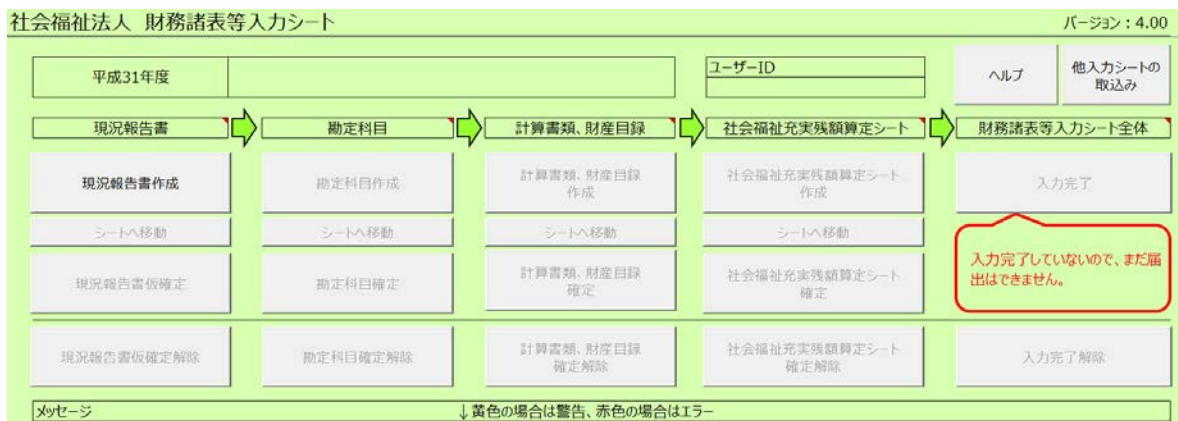 社会福祉法人 財務諸表等入力シート
バージョン：4.00
平成31年度
ユーザーID
ヘルプ
他入力シートの
取込み
現況報告書
勘定科目
計算書類、財産目録
社会福祉充実残額算定シート
財務諸表等入力シート全体
現況報告書作成
勘定科目作成
計算書類、財産目録
作成
社会福祉充実残額算定シート
作成
入力完了
シートへ移動
シートへ移動
シートへ移動
シートへ移動
入力完了していないので、まだ届
出はできません。
現況報告書仮確定
勘定科目確定
計算書類、財産目録
確定
社会福祉充実残額算定シート
確定
現況報告書仮確定解除
勘定科目確定解除
計算書類、財産目録
確定解除
社会福祉充実残額算定シート
確定解除
入力完了解除
メッセージ
↓黄色の場合は警告、赤色の場合はエラー